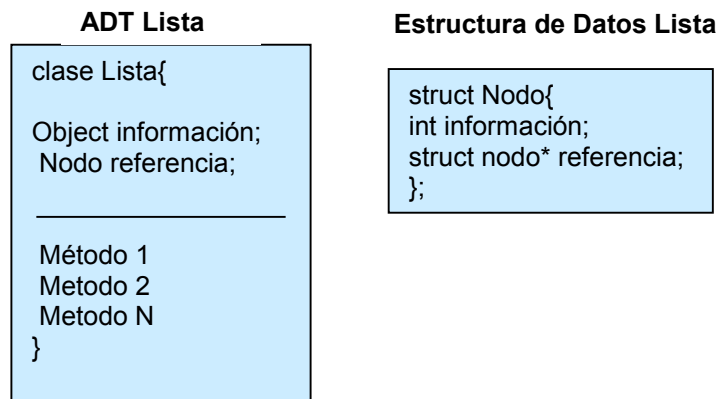 ADT Lista
clase Lista{
Object información;
Nodo referencia;
Método 1
Metodo 2
Metodo N
}
Estructura de Datos Lista
struct Nodo{
int información;
struct nodo* referencia;
};